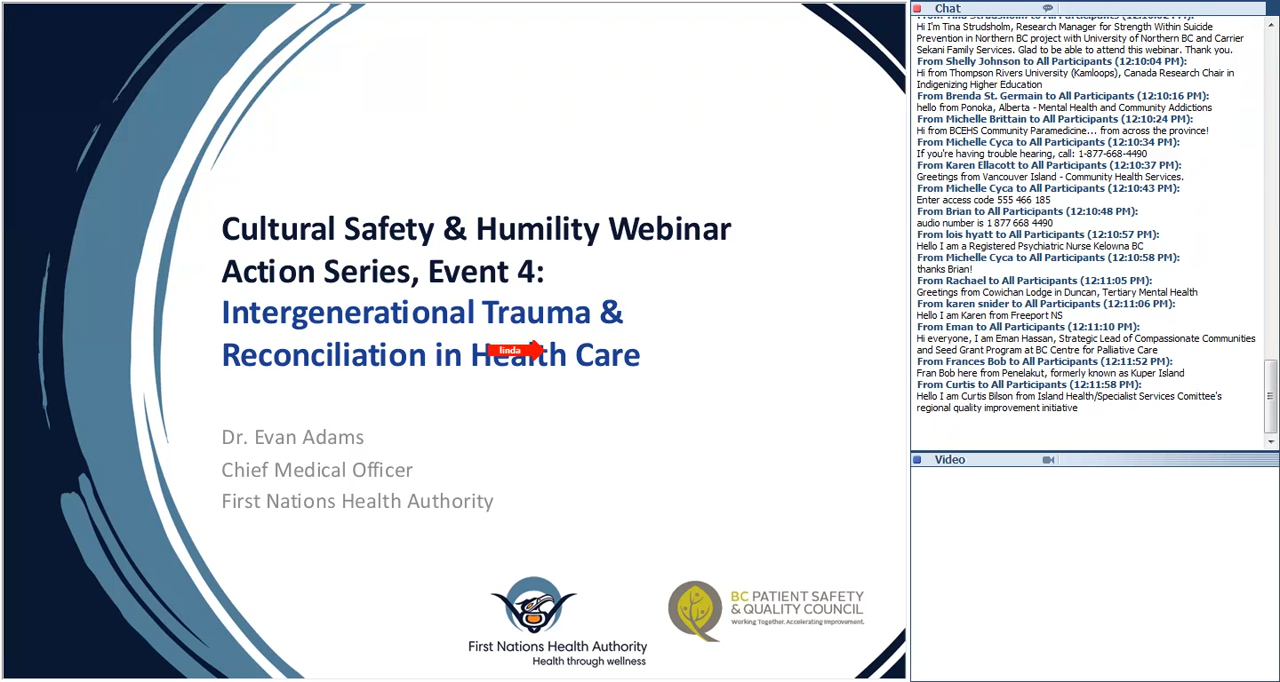 Cultural Safety & Humility Webinar
Action Series, Event 4:
Intergenerational Trauma &
Reconciliation in Health Care
linda
Dr. Evan Adams
Chief Medical Officer
First Nations Health Authority
First Nations Health Authority
Health through wellness
BC PATIENT SAFETY
& QUALITY COUNCIL
Working Together. Accelerating Improvement.
Chat
From Tina Strudsholm to All Participants (12:10:02 PM):
Hi I'm Tina Strudsholm, Research Manager for Strength Within Suicide
Prevention in Northern BC project with University of Northern BC and Carrier
Sekani Family Services. Glad to be able to attend this webinar. Thank you.
From Shelly Johnson to All Participants (12:10:04 PM):
Hi from Thompson Rivers University (Kamloops), Canada Research Chair in
Indigenizing Higher Education
From Brenda St. Germain to All Participants (12:10:16 PM):
hello from Ponoka, Alberta - Mental Health and Community Addictions
From Michelle Brittain to All Participants (12:10:24 PM):
Hi from BCEHS Community Paramedicine... from across the province!
From Michelle Cyca to All Participants (12:10:34 PM):
If you're having trouble hearing, call: 1-877-668-4490
From Karen Ellacott to All Participants (12:10:37 PM):
Greetings from Vancouver Island - Community Health Services.
From Michelle Cyca to All Participants (12:10:43 PM):
Enter access code 555 466 185
From Brian to All Participants (12:10:48 PM):
audio number is 1 877 668 4490
From lois hyatt to All Participants (12:10:57 PM):
Hello I am a Registered Psychiatric Nurse Kelowna BC
From Michelle Cyca to All Participants (12:10:58 PM):
thanks Brian!
From Rachael to All Participants (12:11:05 PM):
Greetings from Cowichan Lodge in Duncan, Tertiary Mental Health
From karen snider to All Participants (12:11:06 PM):
Hello I am Karen from Freeport NS
From Eman to All Participants (12:11:10 PM):
Hi everyone, I am Eman Hassan, Strategic Lead of Compassionate Communities
and Seed Grant Program at BC Centre for Palliative Care
From Frances Bob to All Participants (12:11:52 PM):
Fran Bob here from Penelakut, formerly known as Kuper Island
From Curtis to All Participants (12:11:58 PM):
Hello I am Curtis Bilson from Island Health/Specialist Services Comittee's
regional quality improvement initiative
Video